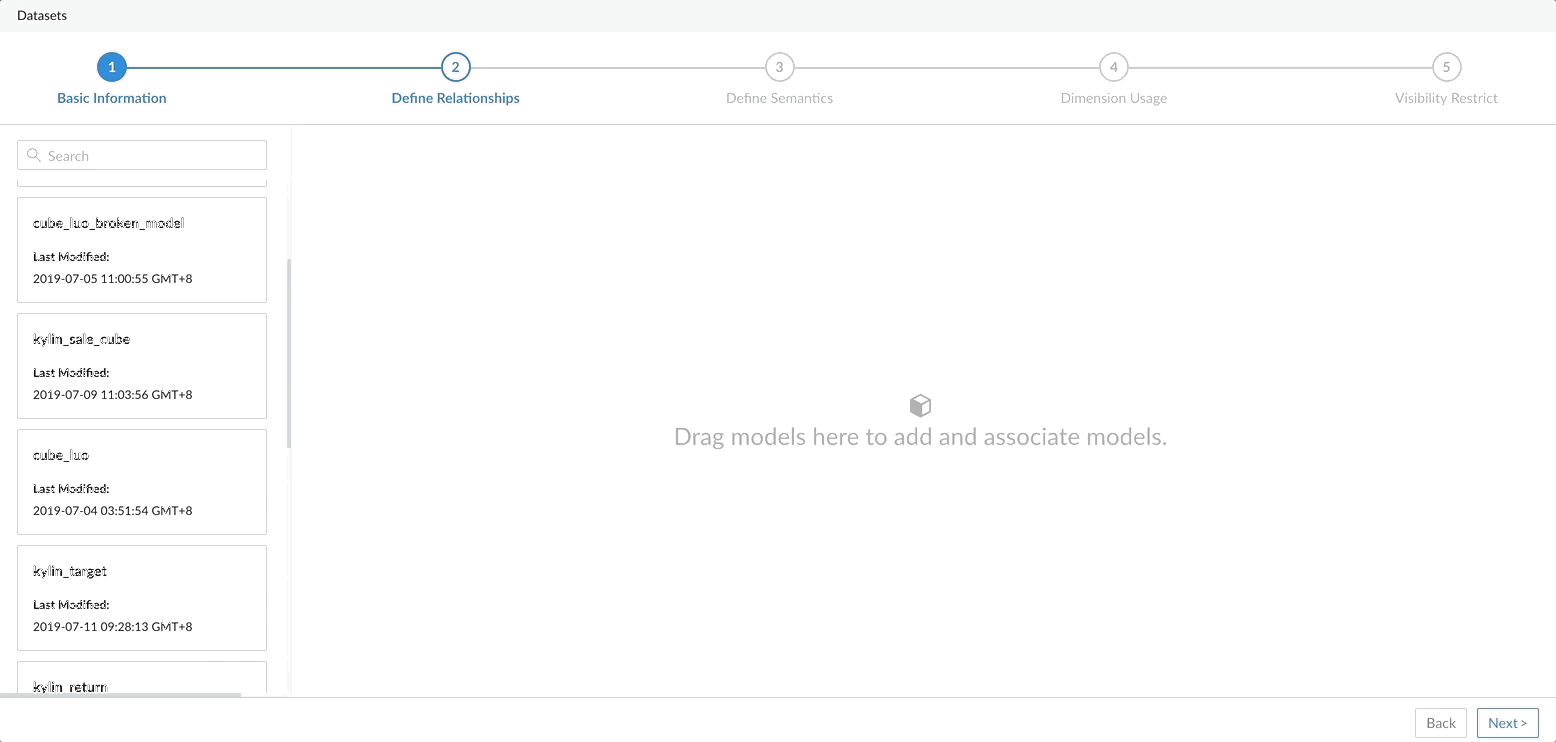 Datasets
1
2
3
4
5
Basic Information
Define Relationships
Define Semantics
Dimension Usage
Visibility Restrict
Search
cube_luo_broken_model
Last Modified:
2019-07-05 11:00:55 GMT+8
kylin_sale_cube
Last Modified:
2019-07-09 11:03:56 GMT+8
cube_luo
Last Modified:
2019-07-04 03:51:54 GMT+8
kylin_target
Last Modified:
2019-07-11 09:28:13 GMT+8
kylin_return
Drag models here to add and associate models.
Back
Next >